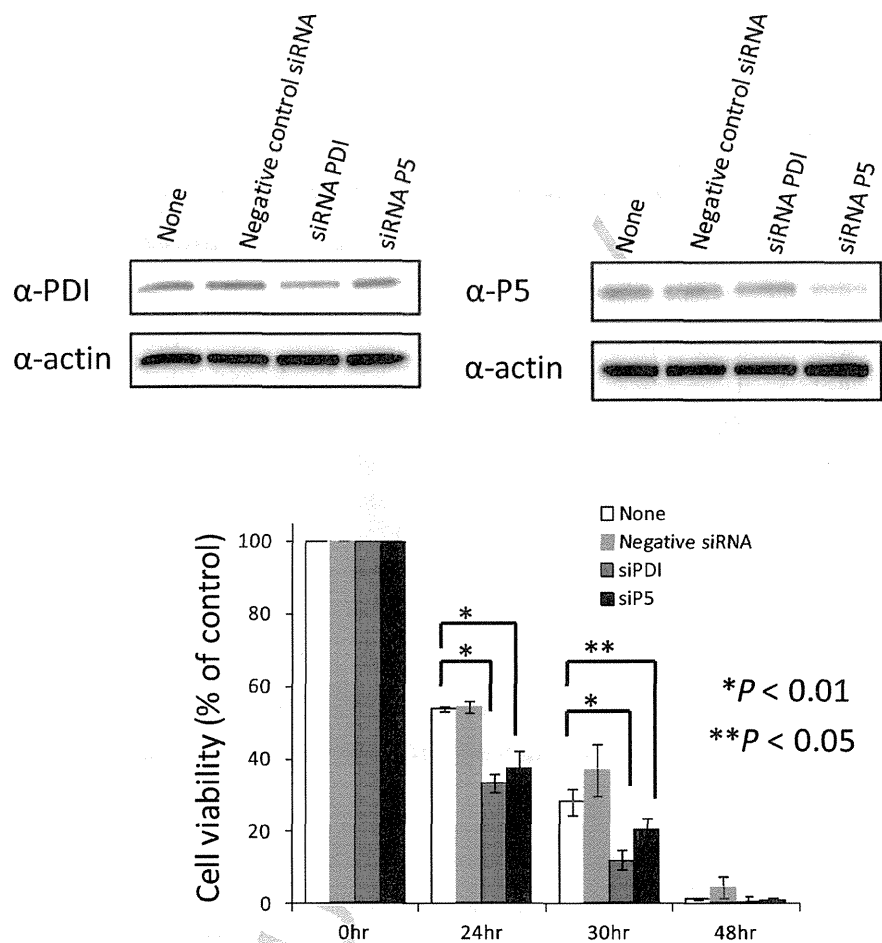 None
Negative control siRNA
siRNA PDI
siRNA P5
α-PDI
α-actin
None
Negative control siRNA
siRNA PDI
siRNA P5
α-P5
α-actin
None
Negative siRNA
siPDI
siP5
Cell viability (% of control)
100
80
60
40
20
0
*
*
**
*
*P < 0.01
**P < 0.05
0hr 24hr 30hr 48hr